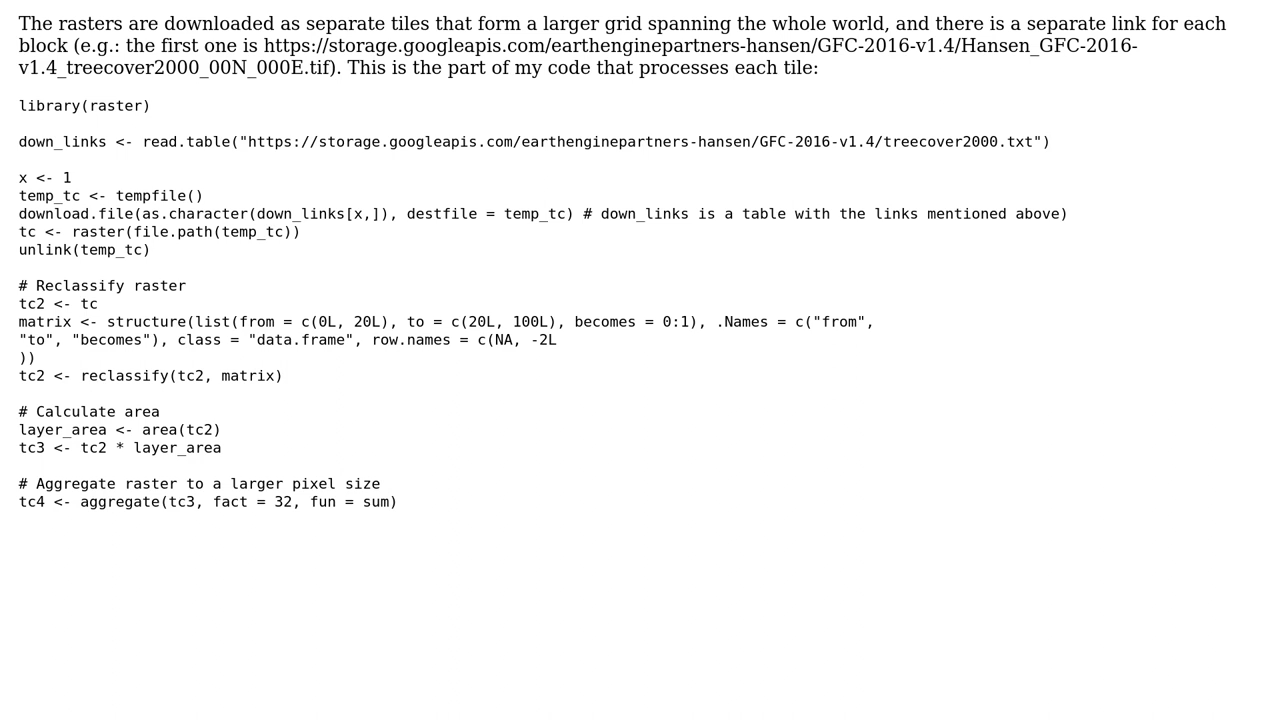 The rasters are downloaded as separate tiles that form a larger grid spanning the whole world, and there is a separate link for each
block (e.g.: the first one is https://storage.googleapis.com/earthenginepartners-hansen/GFC-2016-v1.4/Hansen_GFC-2016-
v1.4_treecover2000_00N_000E.tif). This is the part of my code that processes each tile:

library(raster)

down_links <- read.table("https://storage.googleapis.com/earthenginepartners-hansen/GFC-2016-v1.4/treecover2000.txt")

x <- 1
temp_tc <- tempfile()
download.file(as.character(down_links[x,]), destfile = temp_tc) # down_links is a table with the links mentioned above)
tc <- raster(file.path(temp_tc))
unlink(temp_tc)

# Reclassify raster
tc2 <- tc
matrix <- structure(list(from = c(0L, 20L), to = c(20L, 100L), becomes = 0:1), .Names = c("from",
"to", "becomes"), class = "data.frame", row.names = c(NA, -2L
))
tc2 <- reclassify(tc2, matrix)

# Calculate area
layer_area <- area(tc2)
tc3 <- tc2 * layer_area

# Aggregate raster to a larger pixel size
tc4 <- aggregate(tc3, fact = 32, fun = sum)